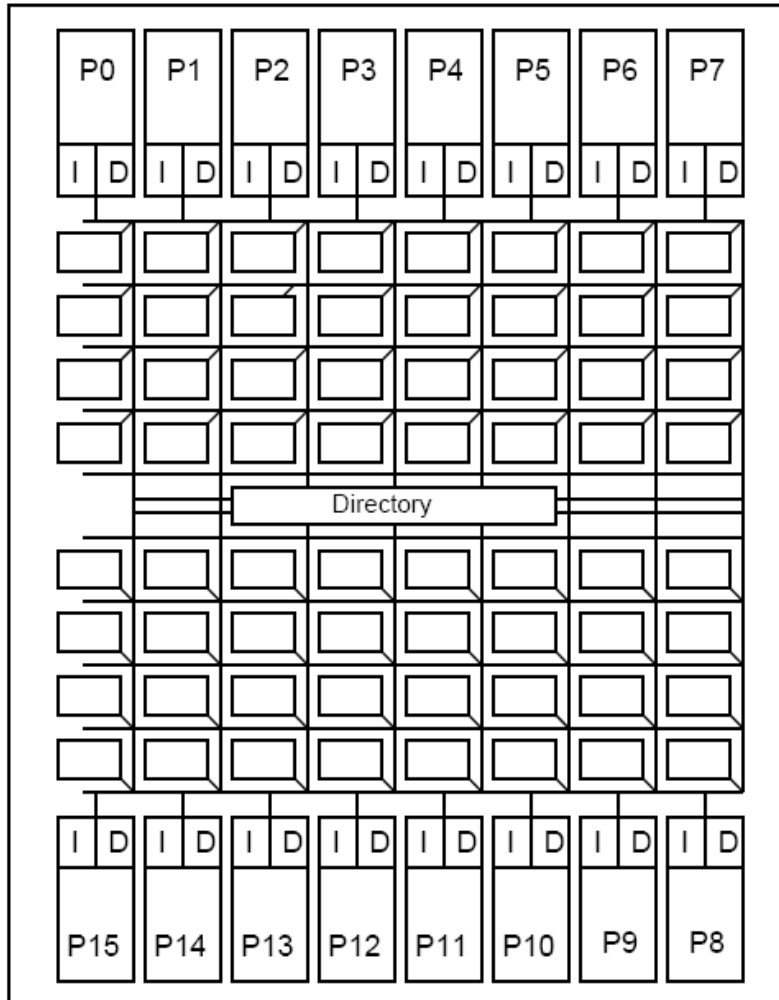 P0 P1 P2 P3 P4 P5 P6 P7
I D I D I D I D I D I D I D I D
Directory
I D I D I D I D I D I D I D I D
P15 P14 P13 P12 P11 P10 P9 P8